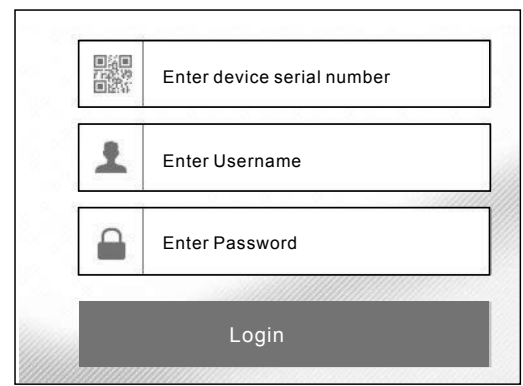 Enter device serial number
Enter Username
Enter Password
Login